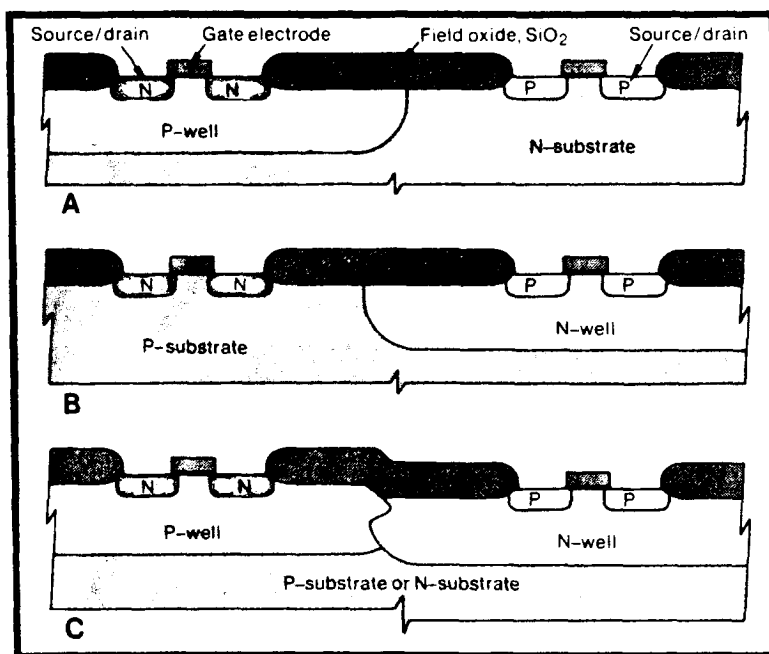 Source/drain Gate electrode Field oxide, SiO₂ Source/drain
N N P P
P-well
N-substrate
A
N N P P
P-substrate N-well
B
N N P P
P-well N-well
P-substrate or N-substrate
C